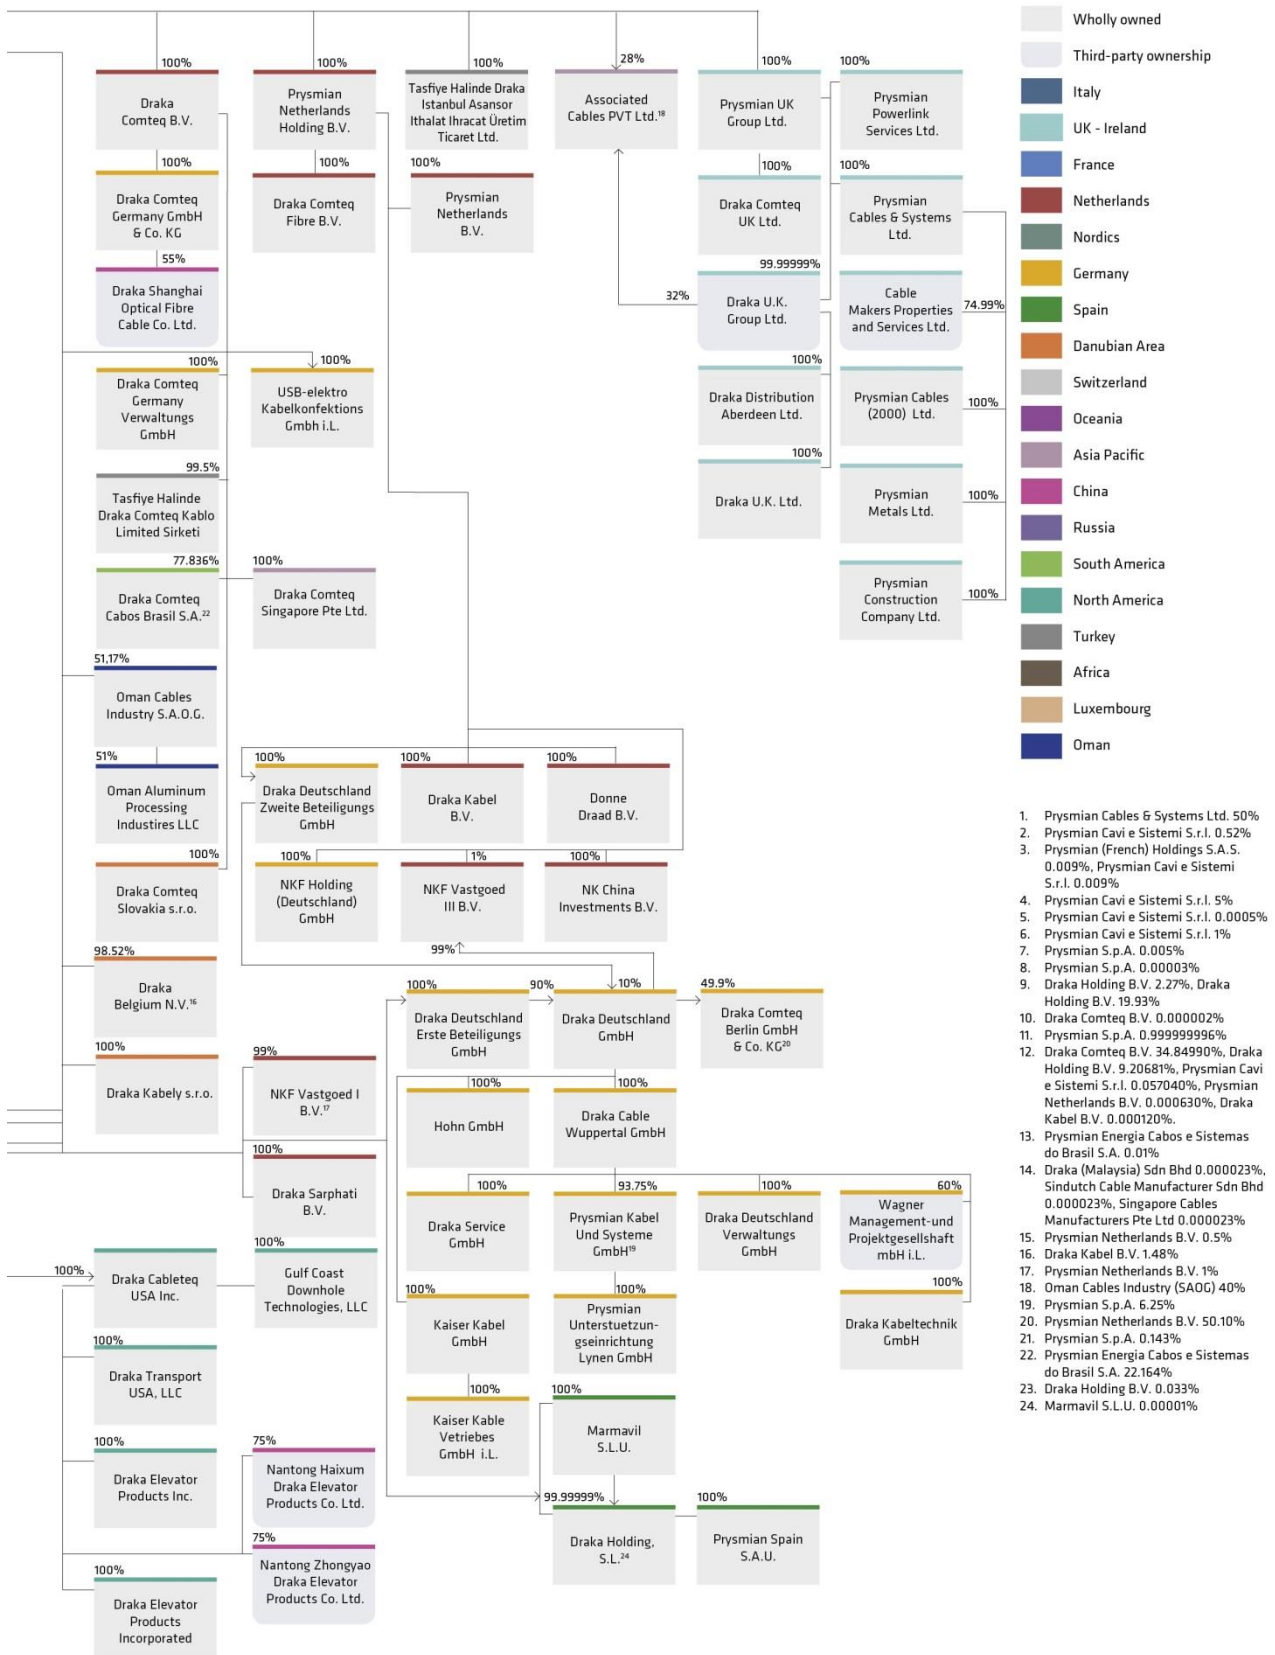 100%
Draka
Comteq B.V.
100%
Prysmian
Netherlands
Holding B.V.
100%
Tasfiye Halinde Draka
Istanbul Asansor
Ithalat Ihracat Üretim
Ticaret Ltd.
28%
Associated
Cables PVT Ltd.¹⁸
100%
Prysmian UK
Group Ltd.
100%
Prysmian
Powerlink
Services Ltd.
100%
Draka Comteq
Germany GmbH
& Co. KG
100%
Draka Comteq
Fibre B.V.
100%
Prysmian
Netherlands
B.V.
100%
Draka Comteq
UK Ltd.
100%
Prysmian
Cables & Systems
Ltd.
55%
Draka Shanghai
Optical Fibre
Cable Co. Ltd.
32%
99.99999%
Draka U.K.
Group Ltd.
Cable
Makers Properties
and Services Ltd.
74.99%
100%
Draka Comteq
Germany
Verwaltungs
GmbH
100%
USB-elektro
Kabelkonfektions
Gmbh i.L.
100%
Draka Distribution
Aberdeen Ltd.
Prysmian Cables
(2000) Ltd.
100%
99.5%
Tasfiye Halinde
Draka Comteq Kablo
Limited Sirketi
100%
Draka U.K. Ltd.
Prysmian
Metals Ltd.
100%
77.836%
Draka Comteq
Cabos Brasil S.A.²²
100%
Draka Comteq
Singapore Pte Ltd.
Prysmian
Construction
Company Ltd.
100%
51,17%
Oman Cables
Industry S.A.O.G.
51%
Oman Aluminum
Processing
Industires LLC
100%
Draka Deutschland
Zweite Beteiligungs
GmbH
100%
Draka Kabel
B.V.
100%
Donne
Draad B.V.
100%
Draka Comteq
Slovakia s.r.o.
100%
NKF Holding
(Deutschland)
GmbH
1%
NKF Vastgoed
III B.V.
100%
NK China
Investments B.V.
99%
98.52%
Draka
Belgium N.V.¹⁶
100%
Draka Deutschland
Erste Beteiligungs
GmbH
90%
10%
Draka Deutschland
GmbH
49.9%
Draka Comteq
Berlin GmbH
& Co. KG²⁰
100%
Draka Kabely s.r.o.
99%
NKF Vastgoed I
B.V.¹⁷
100%
Hohn GmbH
100%
Draka Cable
Wuppertal GmbH
100%
Draka Sarphati
B.V.
100%
Draka Service
GmbH
93.75%
Prysmian Kabel
Und Systeme
GmbH¹⁹
100%
Draka Deutschland
Verwaltungs
GmbH
60%
Wagner
Management-und
Projektgesellschaft
mbH i.L.
100%
Draka Cableteq
USA Inc.
100%
Gulf Coast
Downhole
Technologies, LLC
100%
Kaiser Kabel
GmbH
100%
Prysmian
Unterstuetzun-
gseinrichtung
Lynen GmbH
100%
Draka Kabeltechnik
GmbH
100%
Draka Transport
USA, LLC
100%
Kaiser Kable
Vetriebes
GmbH i.L.
100%
Marmavil
S.L.U.
100%
Draka Elevator
Products Inc.
75%
Nantong Haixum
Draka Elevator
Products Co. Ltd.
99.99999%
Draka Holding,
S.L.²⁴
100%
Prysmian Spain
S.A.U.
75%
Nantong Zhongyao
Draka Elevator
Products Co. Ltd.
100%
Draka Elevator
Products
Incorporated
Wholly owned
Third-party ownership
Italy
UK - Ireland
France
Netherlands
Nordics
Germany
Spain
Danubian Area
Switzerland
Oceania
Asia Pacific
China
Russia
South America
North America
Turkey
Africa
Luxembourg
Oman
1. Prysmian Cables & Systems Ltd. 50%
2. Prysmian Cavi e Sistemi S.r.l. 0.52%
3. Prysmian (French) Holdings S.A.S.
0.009%, Prysmian Cavi e Sistemi
S.r.l. 0.009%
4. Prysmian Cavi e Sistemi S.r.l. 5%
5. Prysmian Cavi e Sistemi S.r.l. 0.0005%
6. Prysmian Cavi e Sistemi S.r.l. 1%
7. Prysmian S.p.A. 0.005%
8. Prysmian S.p.A. 0.00003%
9. Draka Holding B.V. 2.27%, Draka
Holding B.V. 19.93%
10. Draka Comteq B.V. 0.000002%
11. Prysmian S.p.A. 0.999999996%
12. Draka Comteq B.V. 34.84990%, Draka
Holding B.V. 9.20681%, Prysmian Cavi
e Sistemi S.r.l. 0.057040%, Prysmian
Netherlands B.V. 0.000630%, Draka
Kabel B.V. 0.000120%.
13. Prysmian Energia Cabos e Sistemas
do Brasil S.A. 0.01%
14. Draka (Malaysia) Sdn Bhd 0.000023%,
Sindutch Cable Manufacturer Sdn Bhd
0.000023%, Singapore Cables
Manufacturers Pte Ltd 0.000023%
15. Prysmian Netherlands B.V. 0.5%
16. Draka Kabel B.V. 1.48%
17. Prysmian Netherlands B.V. 1%
18. Oman Cables Industry (SAOG) 40%
19. Prysmian S.p.A. 6.25%
20. Prysmian Netherlands B.V. 50.10%
21. Prysmian S.p.A. 0.143%
22. Prysmian Energia Cabos e Sistemas
do Brasil S.A. 22.164%
23. Draka Holding B.V. 0.033%
24. Marmavil S.L.U. 0.00001%